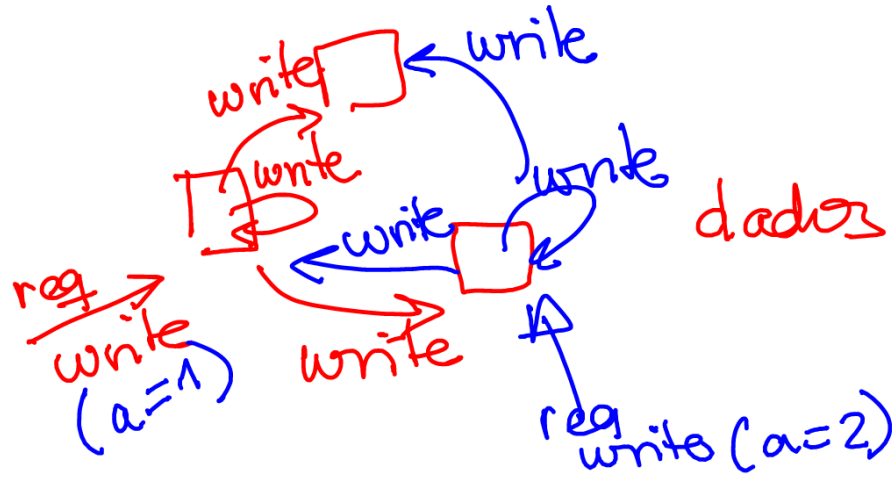 write
write
write
write
write
dados
req
write
(a=1)
write
req
write (a=2)